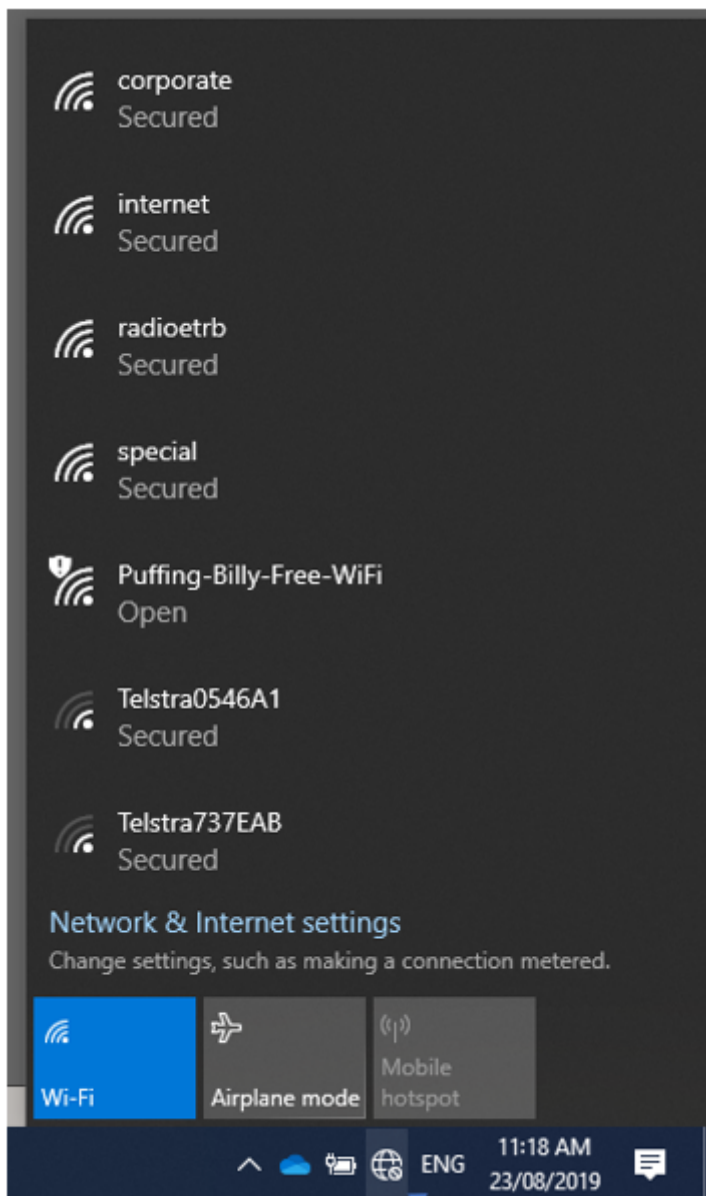 corporate
Secured
internet
Secured
radioetrb
Secured
special
Secured
Puffing-Billy-Free-WiFi
Open
Telstra0546A1
Secured
Telstra737EAB
Secured
Network & Internet settings
Change settings, such as making a connection metered.
Wi-Fi
Airplane mode
Mobile
hotspot
ENG
11:18 AM
23/08/2019